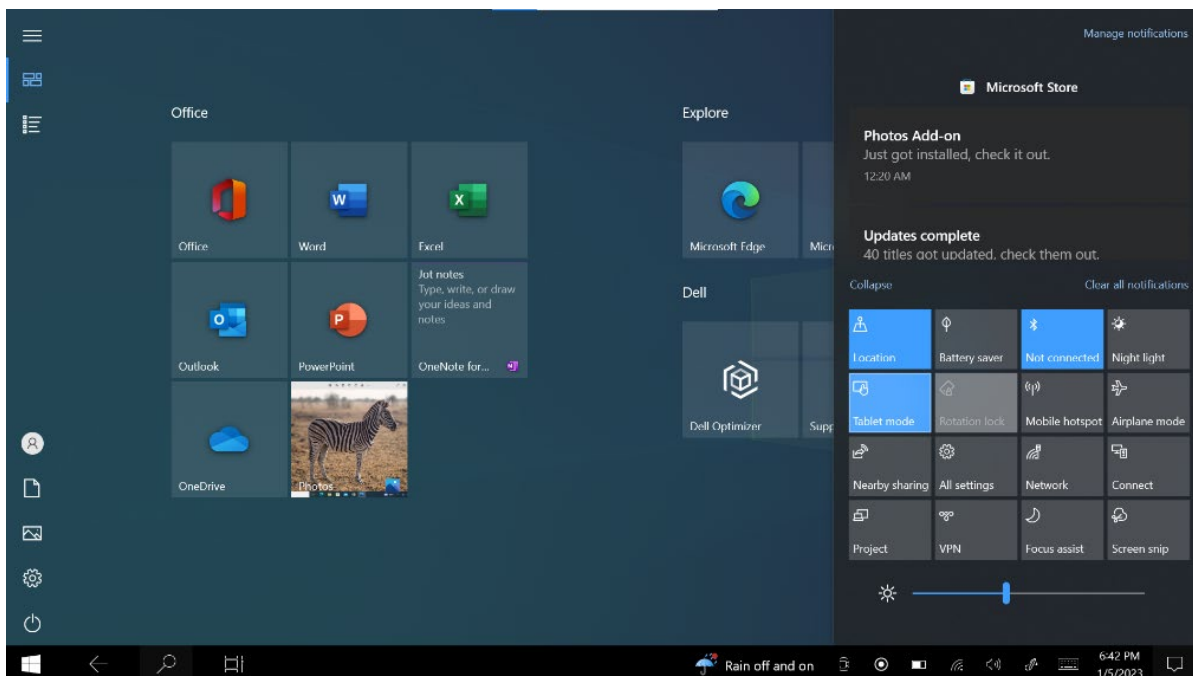 Manage notifications
Microsoft Store
Office
Explore
Photos Add-on
Just got installed, check it out.
12:20 AM
Office
Word
Excel
Microsoft Edge
Micr
Updates complete
40 titles got updated, check them out.
Jot notes
Type, write, or draw
your ideas and
notes
Dell
Collapse
Clear all notifications
Outlook
PowerPoint
OneNote for...
Location
Battery saver
Not connected
Night light
Dell Optimizer
Supp
Tablet mode
Rotation lock
Mobile hotspot
Airplane mode
OneDrive
Photos
Nearby sharing
All settings
Network
Connect
Project
VPN
Focus assist
Screen snip
Rain off and on
6:42 PM
1/5/2023